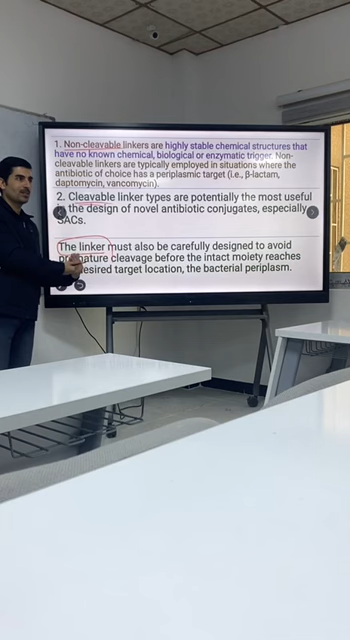 1. Non-cleavable linkers are highly stable chemical structures that
have no known chemical, biological or enzymatic trigger. Non-
cleavable linkers are typically employed in situations where the
antibiotic of choice has a periplasmic target (i.e., β-lactam,
daptomycin, vancomycin).
2. Cleavable linker types are potentially the most useful
the design of novel antibiotic conjugates, especially
SACs.
The linker must also be carefully designed to avoid
cleavage before the intact moiety reaches
desired target location, the bacterial periplasm.